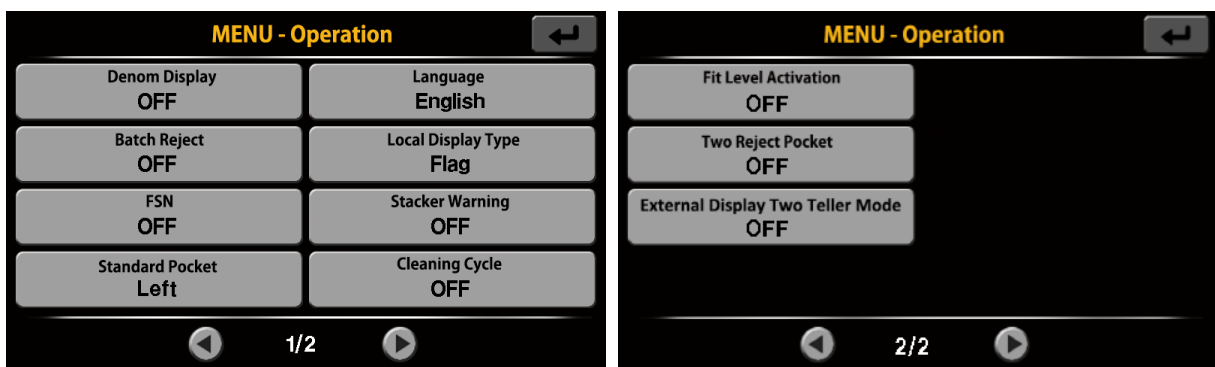 MENU - Operation
Denom Display
OFF
Language
English
Batch Reject
OFF
Local Display Type
Flag
FSN
OFF
Stacker Warning
OFF
Standard Pocket
Left
Cleaning Cycle
OFF
1/2
MENU - Operation
Fit Level Activation
OFF
Two Reject Pocket
OFF
External Display Two Teller Mode
OFF
2/2